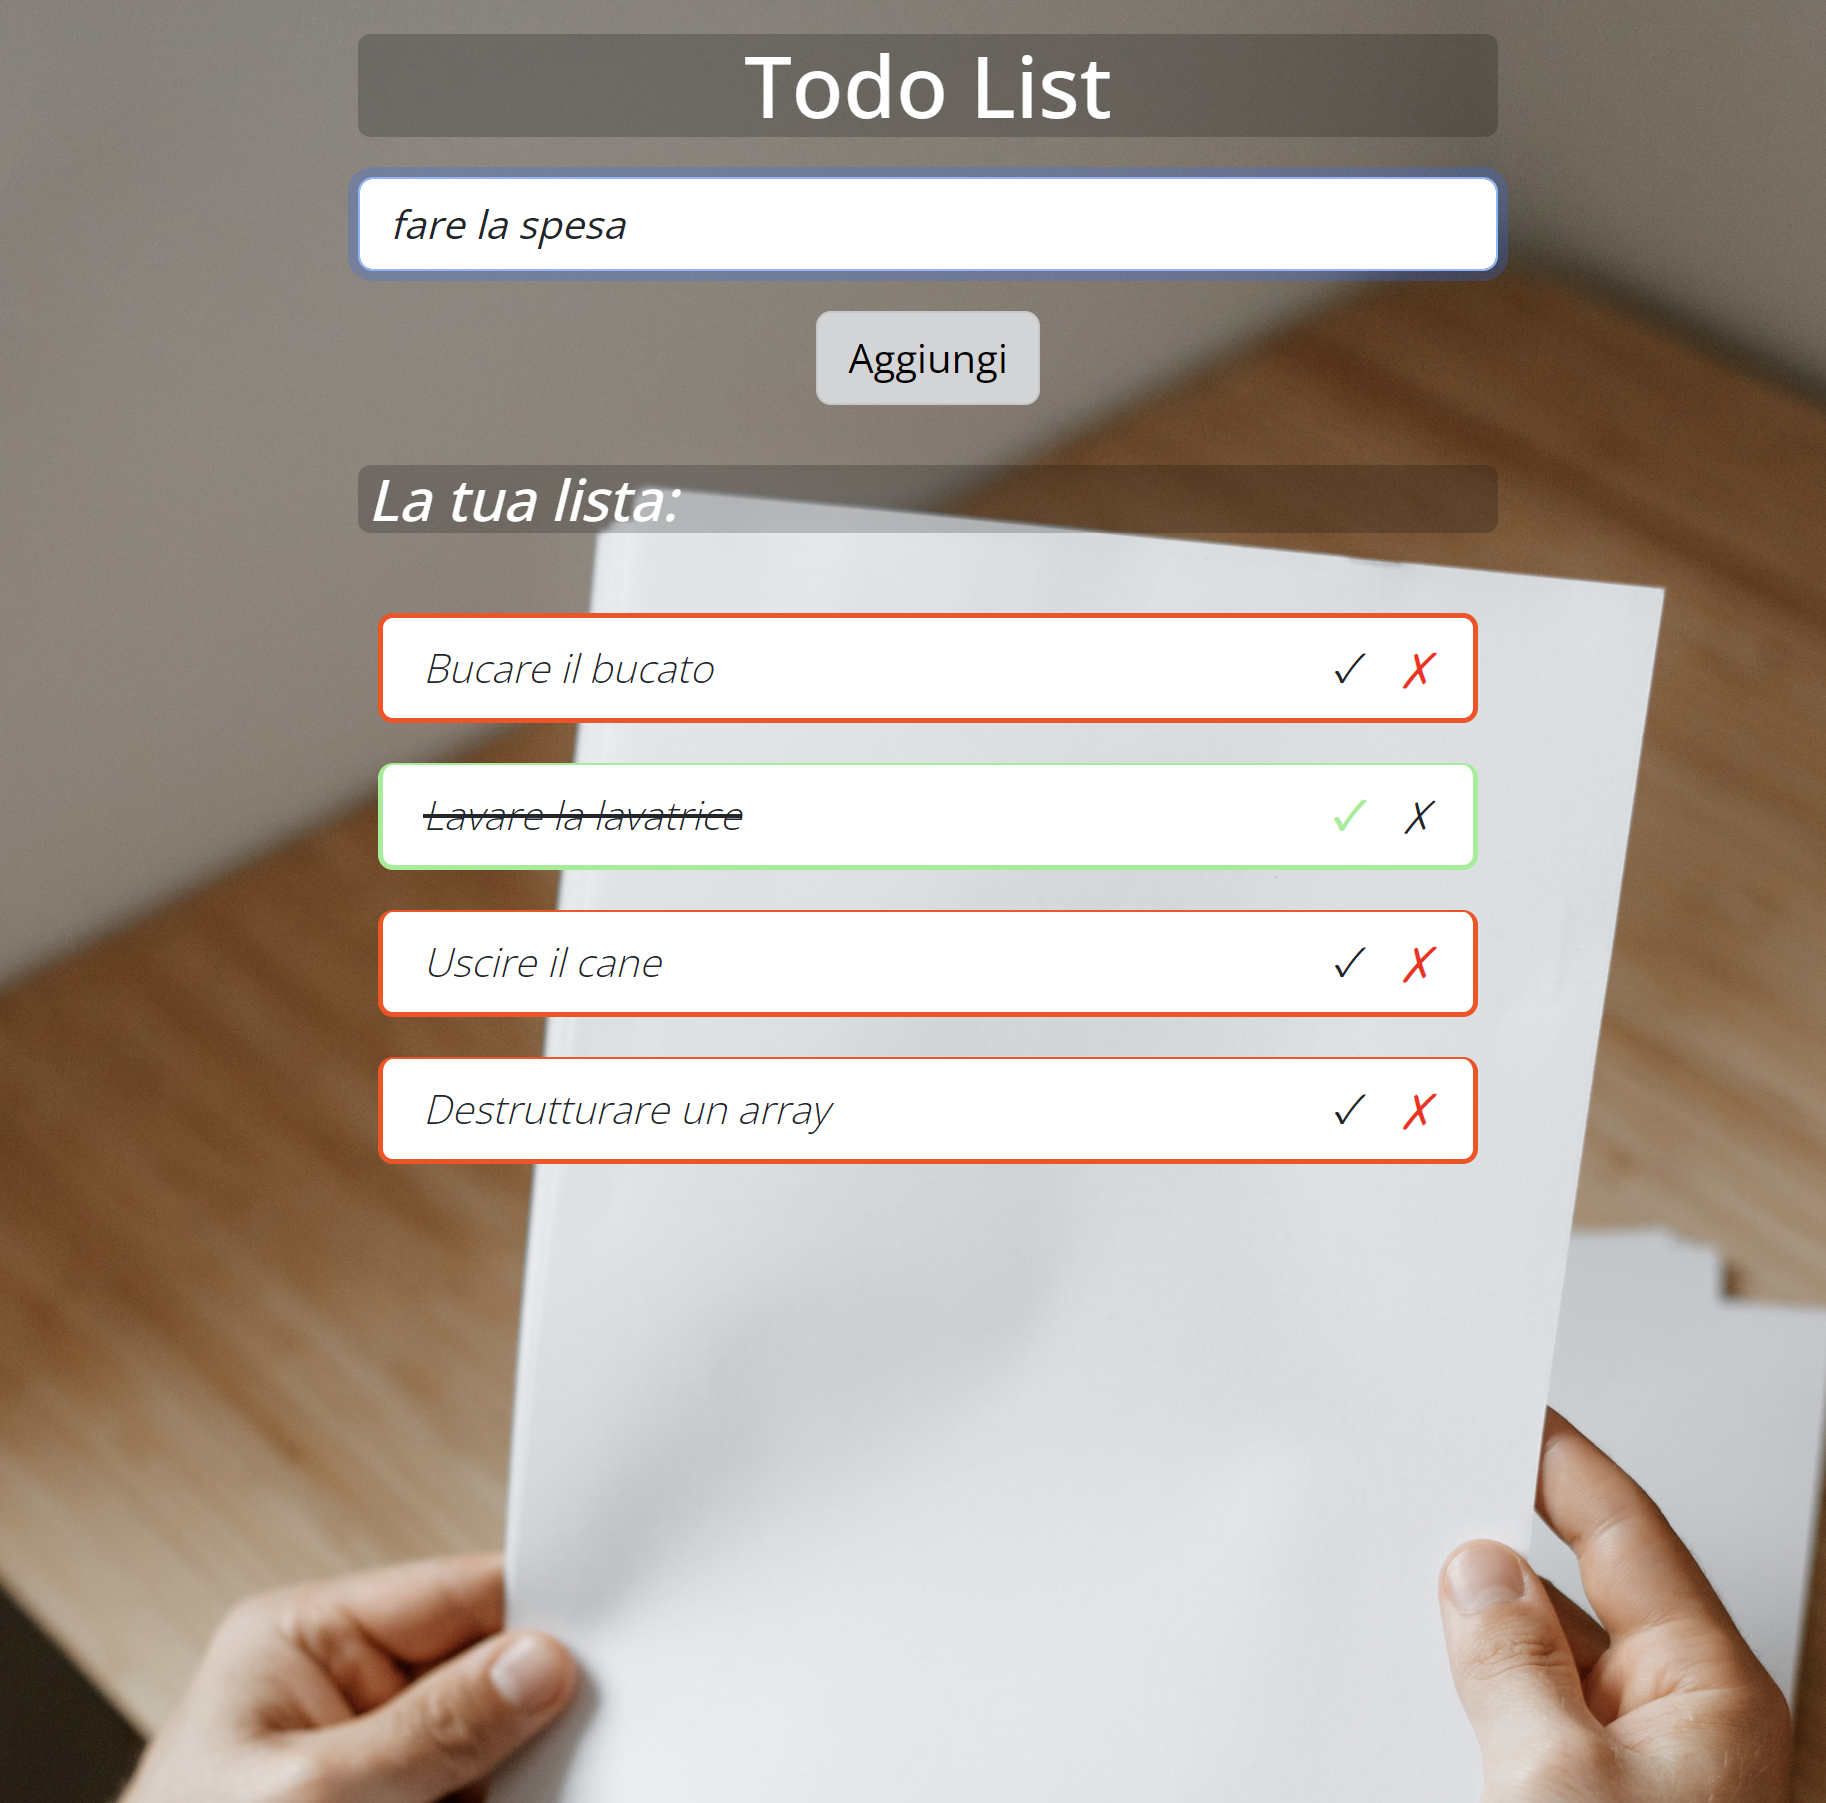 Todo List
fare la spesa
Aggiungi
La tua lista:
Bucare il bucato ✓ ✗
Lavare la lavatrice ✓ ✗
Uscire il cane ✓ ✗
Destrutturare un array ✓ ✗